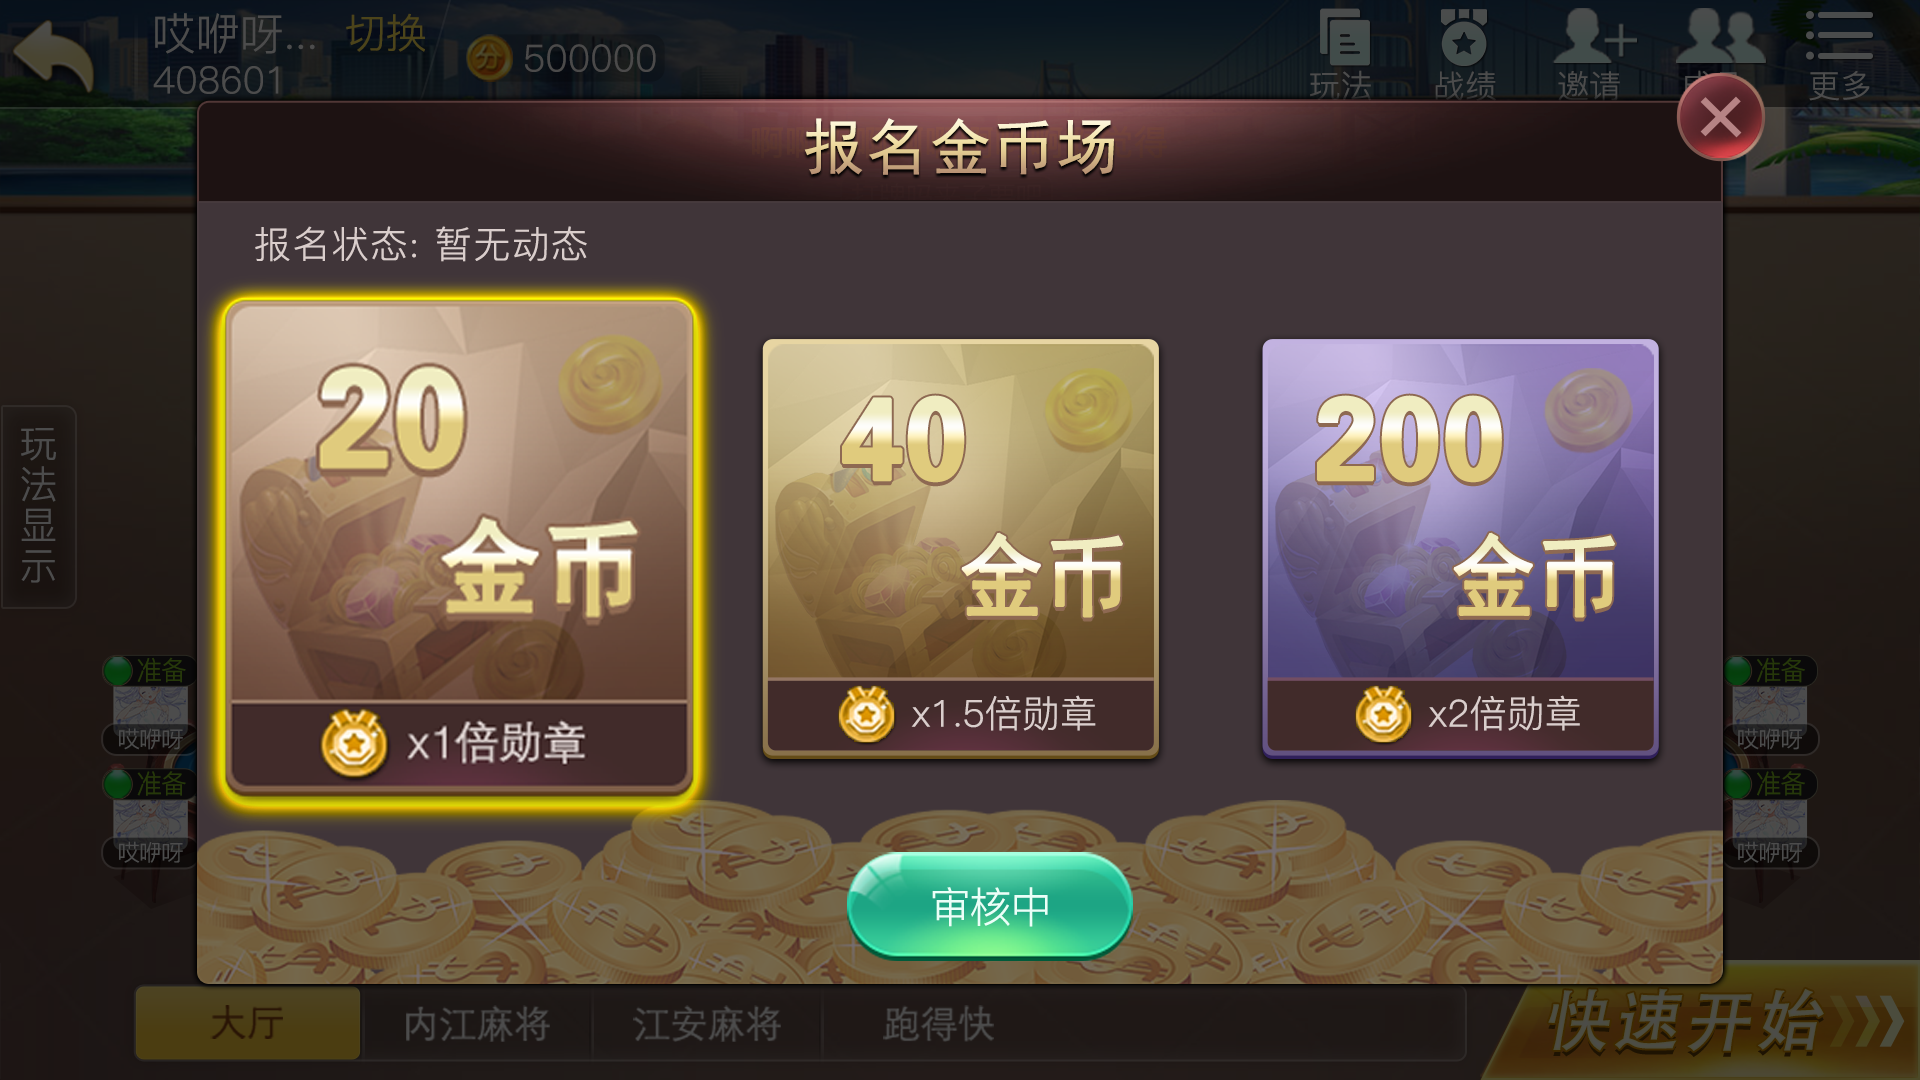 哎咿呀... 切换
408601
500000
玩法
战绩
邀请
更多
报名金币场
报名状态: 暂无动态
20
金币
x1倍勋章
40
金币
x1.5倍勋章
200
金币
x2倍勋章
玩法显示
准备
哎咿呀
准备
哎咿呀
准备
哎咿呀
准备
哎咿呀
审核中
大厅
内江麻将
江安麻将
跑得快
快速开始